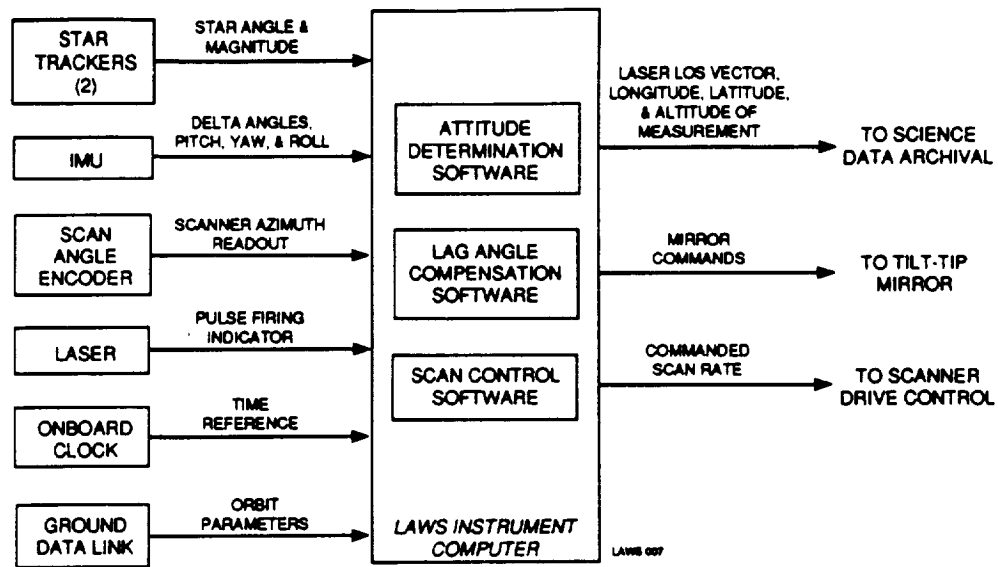 STAR
TRACKERS
(2)
STAR ANGLE &
MAGNITUDE
IMU
DELTA ANGLES,
PITCH, YAW, & ROLL
SCAN
ANGLE
ENCODER
SCANNER AZIMUTH
READOUT
LASER
PULSE FIRING
INDICATOR
ONBOARD
CLOCK
TIME
REFERENCE
GROUND
DATA LINK
ORBIT
PARAMETERS
ATTITUDE
DETERMINATION
SOFTWARE
LAG ANGLE
COMPENSATION
SOFTWARE
SCAN CONTROL
SOFTWARE
LAWS INSTRUMENT
COMPUTER
LASER LOS VECTOR,
LONGITUDE, LATITUDE,
& ALTITUDE OF
MEASUREMENT
TO SCIENCE
DATA ARCHIVAL
MIRROR
COMMANDS
TO TILT-TIP
MIRROR
COMMANDED
SCAN RATE
TO SCANNER
DRIVE CONTROL
LAWS 007